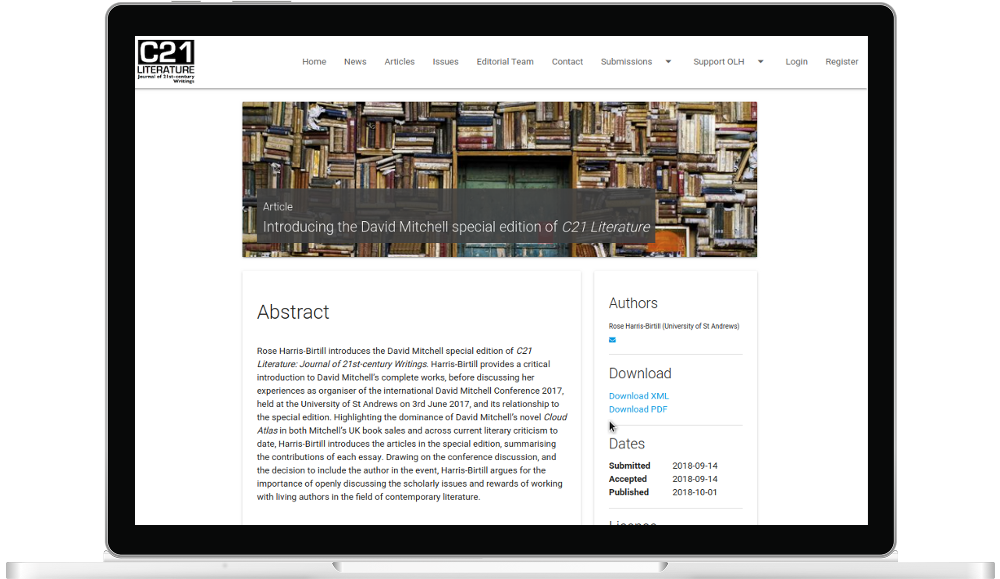 C21
LITERATURE
Journal of 21st-century
Writings
Home News Articles Issues Editorial Team Contact Submissions Support OLH Login Register
Article
Introducing the David Mitchell special edition of C21 Literature
Abstract
Rose Harris-Birtill introduces the David Mitchell special edition of C21
Literature: Journal of 21st-century Writings. Harris-Birtill provides a critical
introduction to David Mitchell's complete works, before discussing her
experiences as organiser of the international David Mitchell Conference 2017,
held at the University of St Andrews on 3rd June 2017, and its relationship to
the special edition. Highlighting the dominance of David Mitchell's novel Cloud
Atlas in both Mitchell's UK book sales and across current literary criticism to
date, Harris-Birtill introduces the articles in the special edition, summarising
the contributions of each essay. Drawing on the conference discussion, and
the decision to include the author in the event, Harris-Birtill argues for the
importance of openly discussing the scholarly issues and rewards of working
with living authors in the field of contemporary literature.
Authors
Rose Harris-Birtill (University of St Andrews)
Download
Download XML
Download PDF
Dates
Submitted 2018-09-14
Accepted 2018-09-14
Published 2018-10-01
License